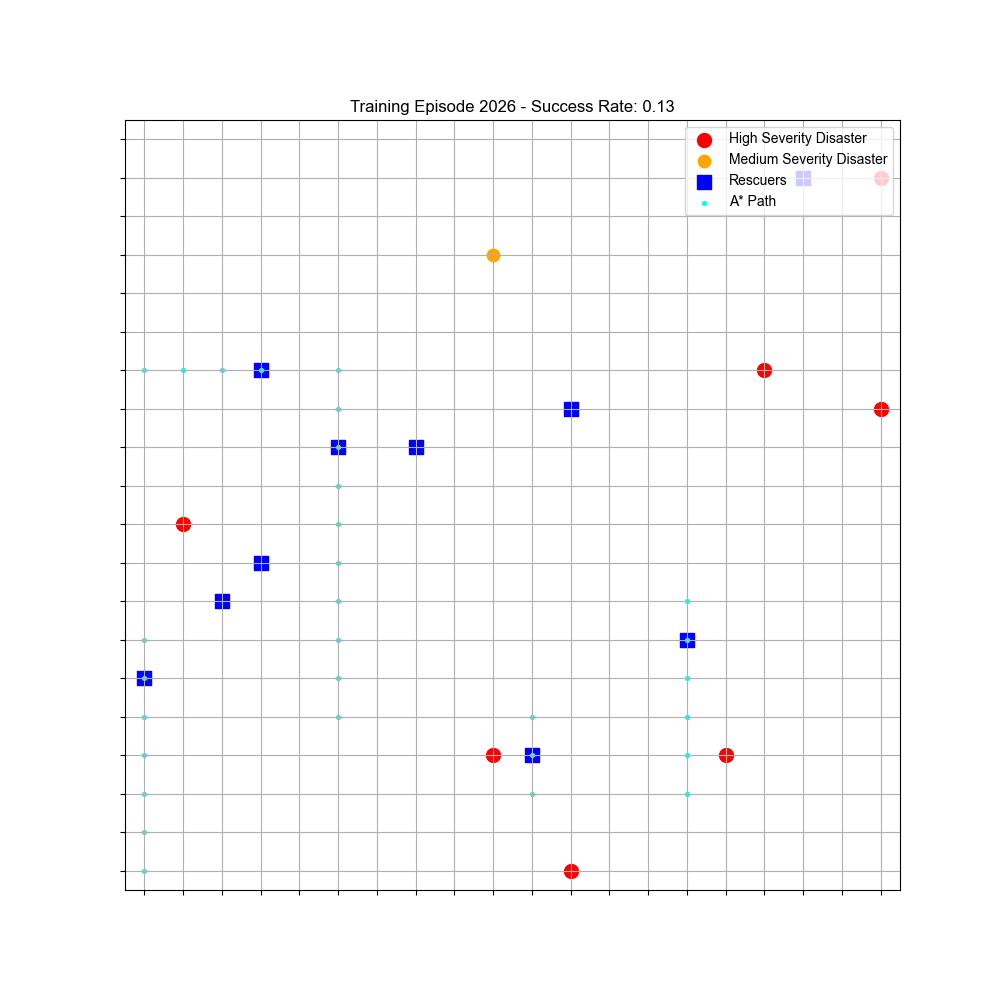 Training Episode 2026 - Success Rate: 0.13
High Severity Disaster
Medium Severity Disaster
Rescuers
A* Path